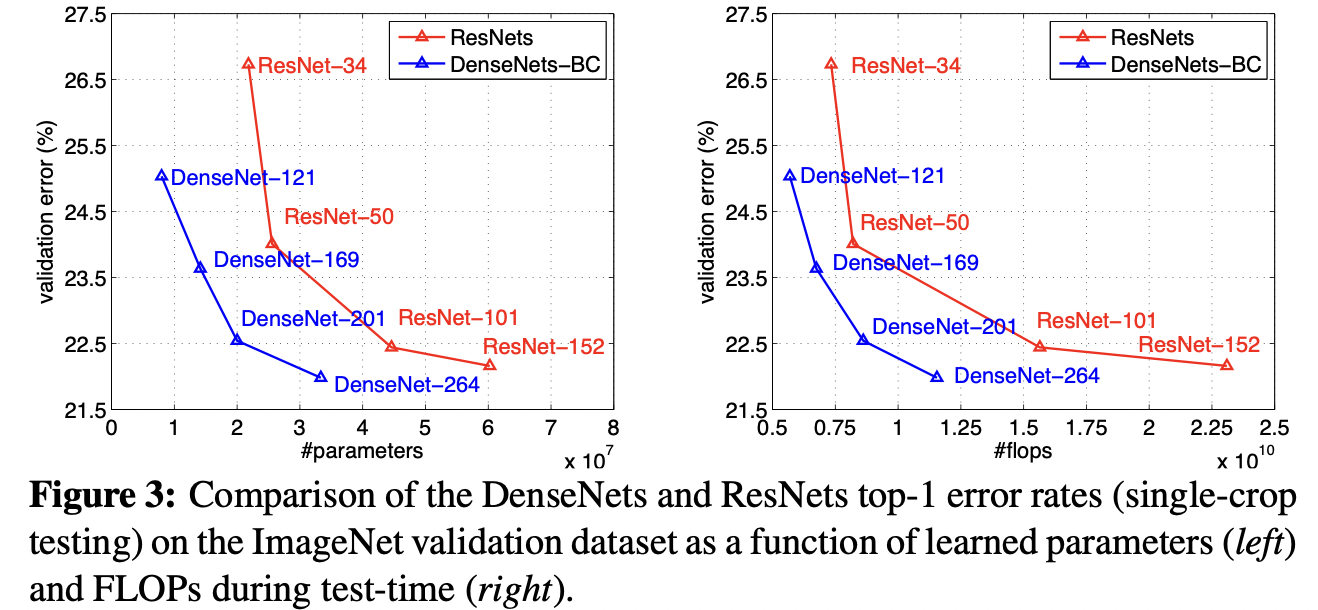 27.5
26.5
25.5
24.5
23.5
22.5
21.5
validation error (%)
ResNets
DenseNets−BC
ResNet−34
DenseNet−121
ResNet−50
DenseNet−169
DenseNet−201
ResNet−101
ResNet−152
DenseNet−264
0 1 2 3 4 5 6 7 8
#parameters
x 10⁷
27.5
26.5
25.5
24.5
23.5
22.5
21.5
validation error (%)
ResNets
DenseNets−BC
ResNet−34
DenseNet−121
ResNet−50
DenseNet−169
DenseNet−201
ResNet−101
ResNet−152
DenseNet−264
0.5 0.75 1 1.25 1.5 1.75 2 2.25 2.5
#flops
x 10¹⁰
Figure 3: Comparison of the DenseNets and ResNets top-1 error rates (single-crop
testing) on the ImageNet validation dataset as a function of learned parameters (left)
and FLOPs during test-time (right).